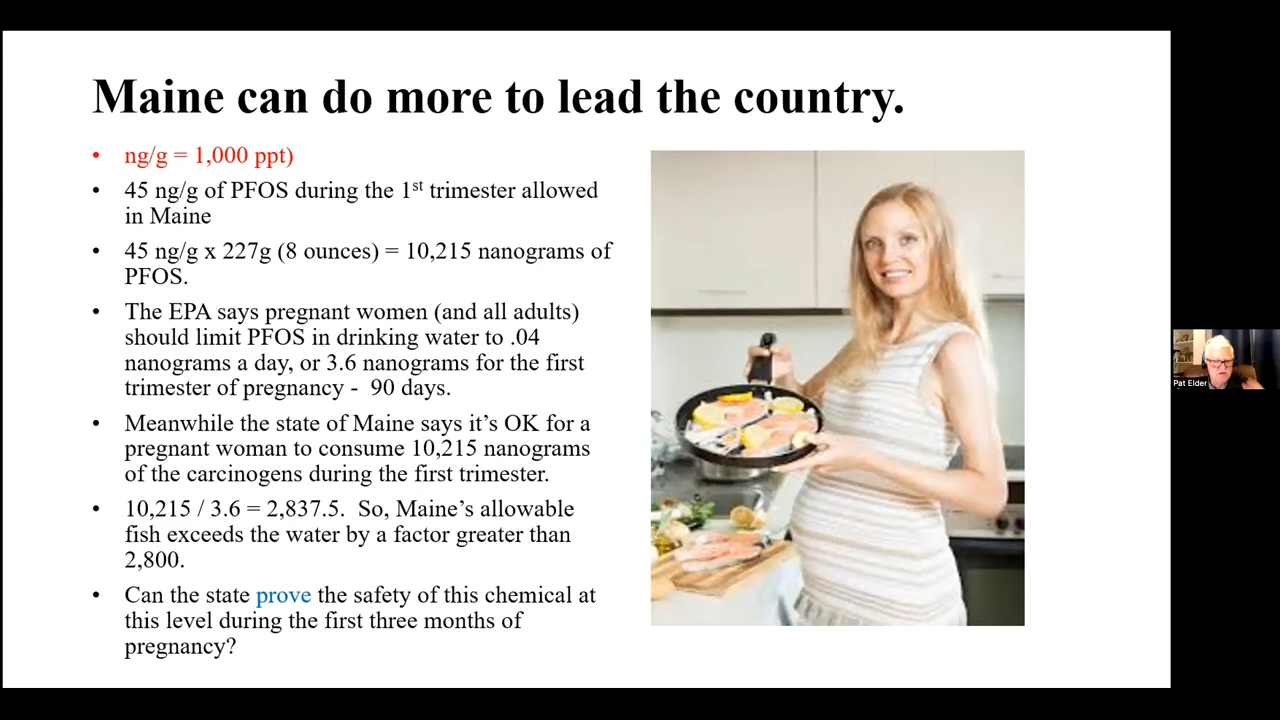 Maine can do more to lead the country.
• ng/g = 1,000 ppt)
• 45 ng/g of PFOS during the 1st trimester allowed
in Maine
• 45 ng/g x 227g (8 ounces) = 10,215 nanograms of
PFOS.
• The EPA says pregnant women (and all adults)
should limit PFOS in drinking water to .04
nanograms a day, or 3.6 nanograms for the first
trimester of pregnancy - 90 days.
• Meanwhile the state of Maine says it’s OK for a
pregnant woman to consume 10,215 nanograms
of the carcinogens during the first trimester.
• 10,215 / 3.6 = 2,837.5. So, Maine’s allowable
fish exceeds the water by a factor greater than
2,800.
• Can the state prove the safety of this chemical at
this level during the first three months of
pregnancy?
Pat Elder